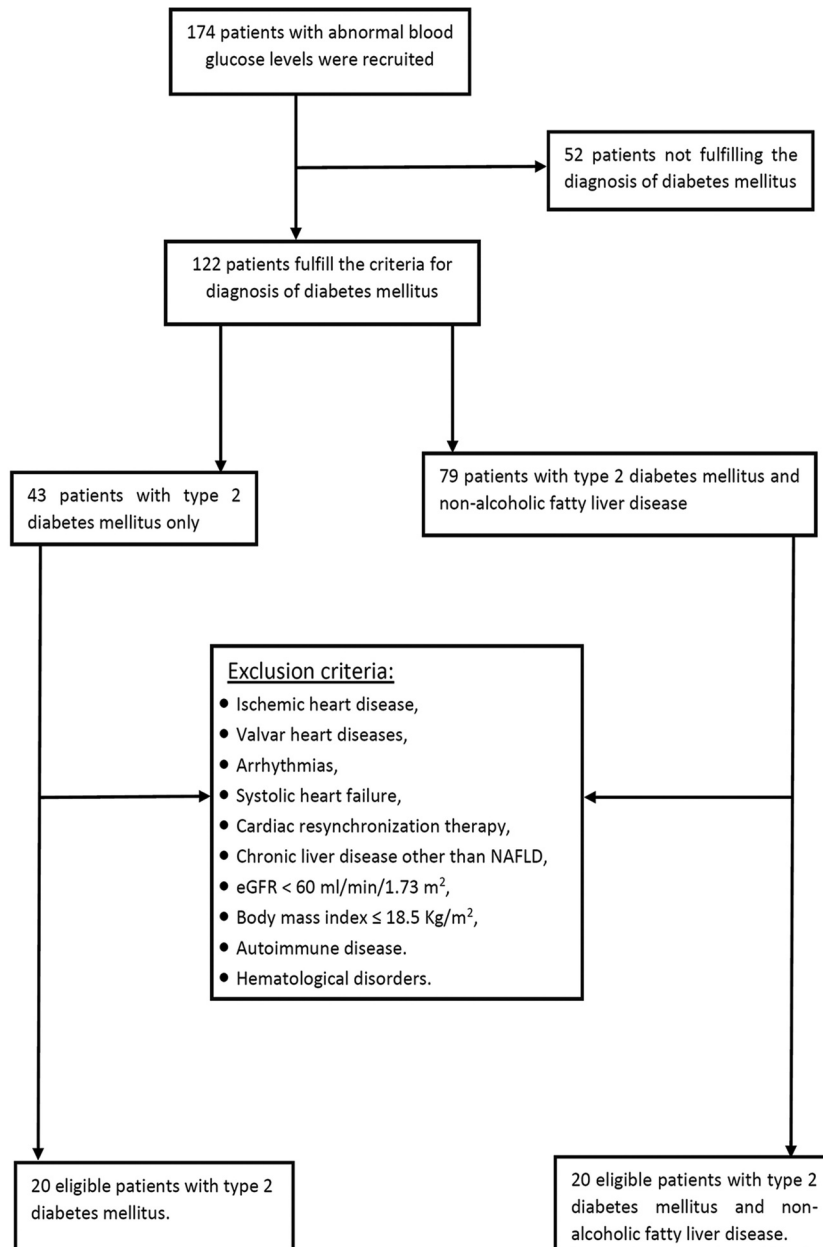 174 patients with abnormal blood
glucose levels were recruited
52 patients not fulfilling the
diagnosis of diabetes mellitus
122 patients fulfill the criteria for
diagnosis of diabetes mellitus
43 patients with type 2
diabetes mellitus only
79 patients with type 2 diabetes mellitus and
non-alcoholic fatty liver disease
Exclusion criteria:
• Ischemic heart disease,
• Valvar heart diseases,
• Arrhythmias,
• Systolic heart failure,
• Cardiac resynchronization therapy,
• Chronic liver disease other than NAFLD,
• eGFR < 60 ml/min/1.73 m²,
• Body mass index ≤ 18.5 Kg/m²,
• Autoimmune disease.
• Hematological disorders.
20 eligible patients with type 2
diabetes mellitus.
20 eligible patients with type 2
diabetes mellitus and non-
alcoholic fatty liver disease.